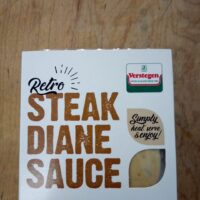 Retro
STEAK
DIANE
SAUCE
Verstegen
Simply
heat, serve
& enjoy!